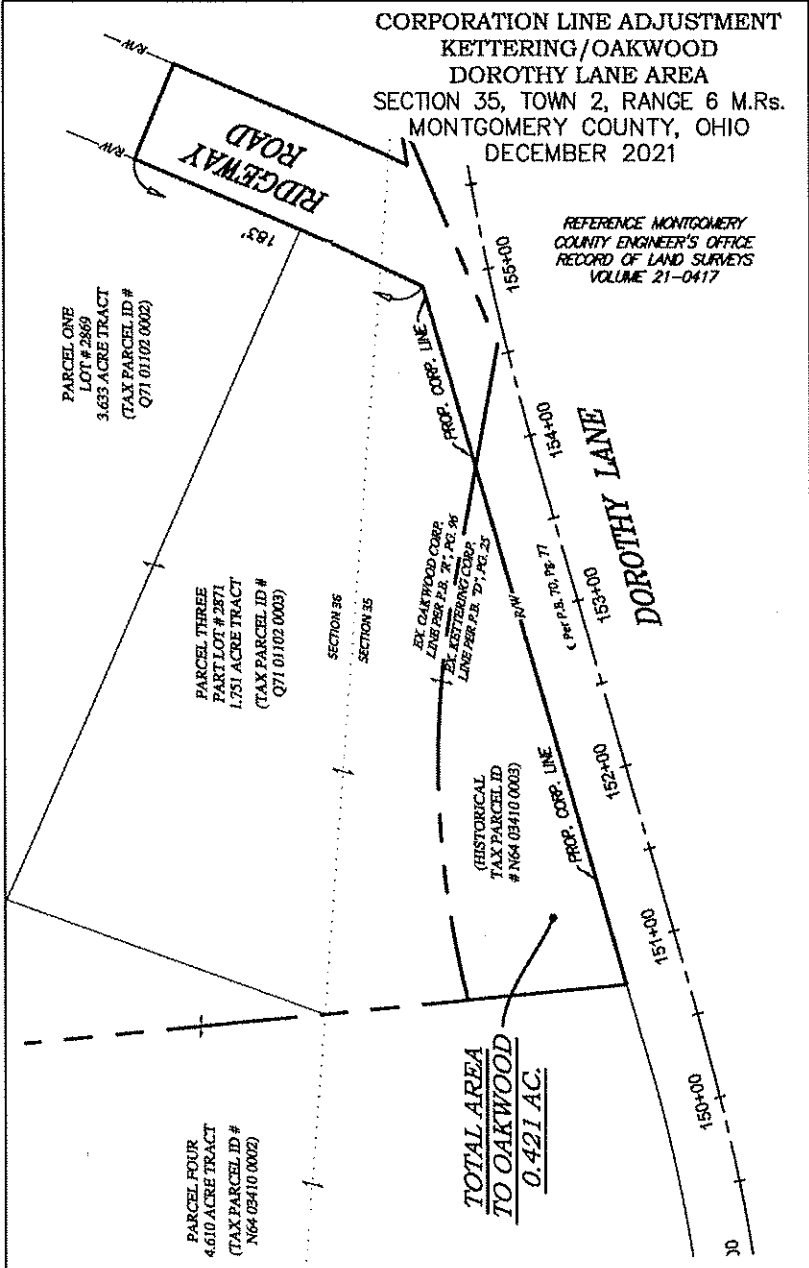 CORPORATION LINE ADJUSTMENT
KETTERING/OAKWOOD
DOROTHY LANE AREA
SECTION 35, TOWN 2, RANGE 6 M.Rs.
MONTGOMERY COUNTY, OHIO
DECEMBER 2021
REFERENCE MONTGOMERY
COUNTY ENGINEER'S OFFICE
RECORD OF LAND SURVEYS
VOLUME 21-0417
R/W
R/W
RIDGEWAY
ROAD
183'
PARCEL ONE
LOT # 2869
3.633 ACRE TRACT
(TAX PARCEL ID #
Q71 01102 0002)
PARCEL THREE
PART LOT # 2871
1.751 ACRE TRACT
(TAX PARCEL ID #
Q71 01102 0003)
SECTION 36
SECTION 35
PROP. CORP. LINE
EX. OAKWOOD CORP.
LINE PER P.B. "R", PG. 96
EX. KETTERING CORP.
LINE PER P.B. "D", PG. 25
R/W
155+00
154+00
153+00
152+00
151+00
150+00
00
DOROTHY LANE
Per P.B. 70, Pg. 77
(HISTORICAL
TAX PARCEL ID
# N64 03410 0003)
PROP. CORP. LINE
TOTAL AREA
TO OAKWOOD
0.421 AC.
PARCEL FOUR
4.610 ACRE TRACT
(TAX PARCEL ID #
N64 03410 0002)